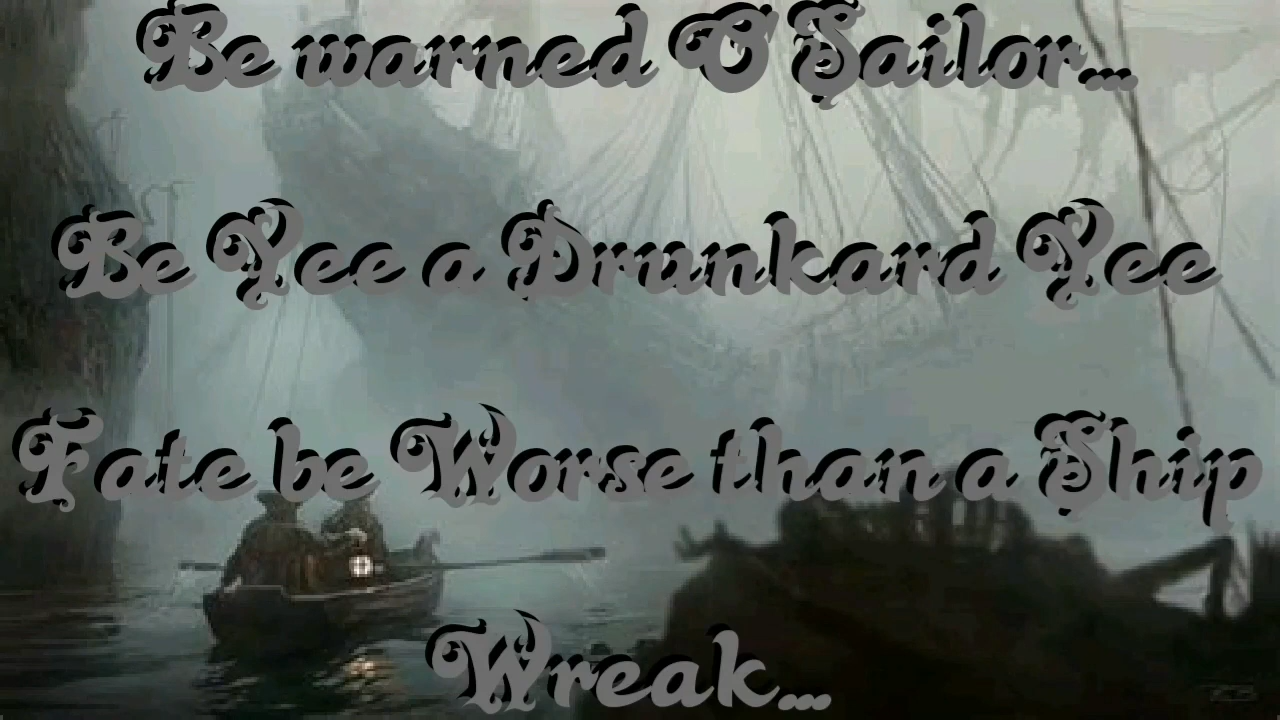 Be warned O' Sailor...
Be Yee a Drunkard Yee
Fate be Worse than a Ship
Wreak...